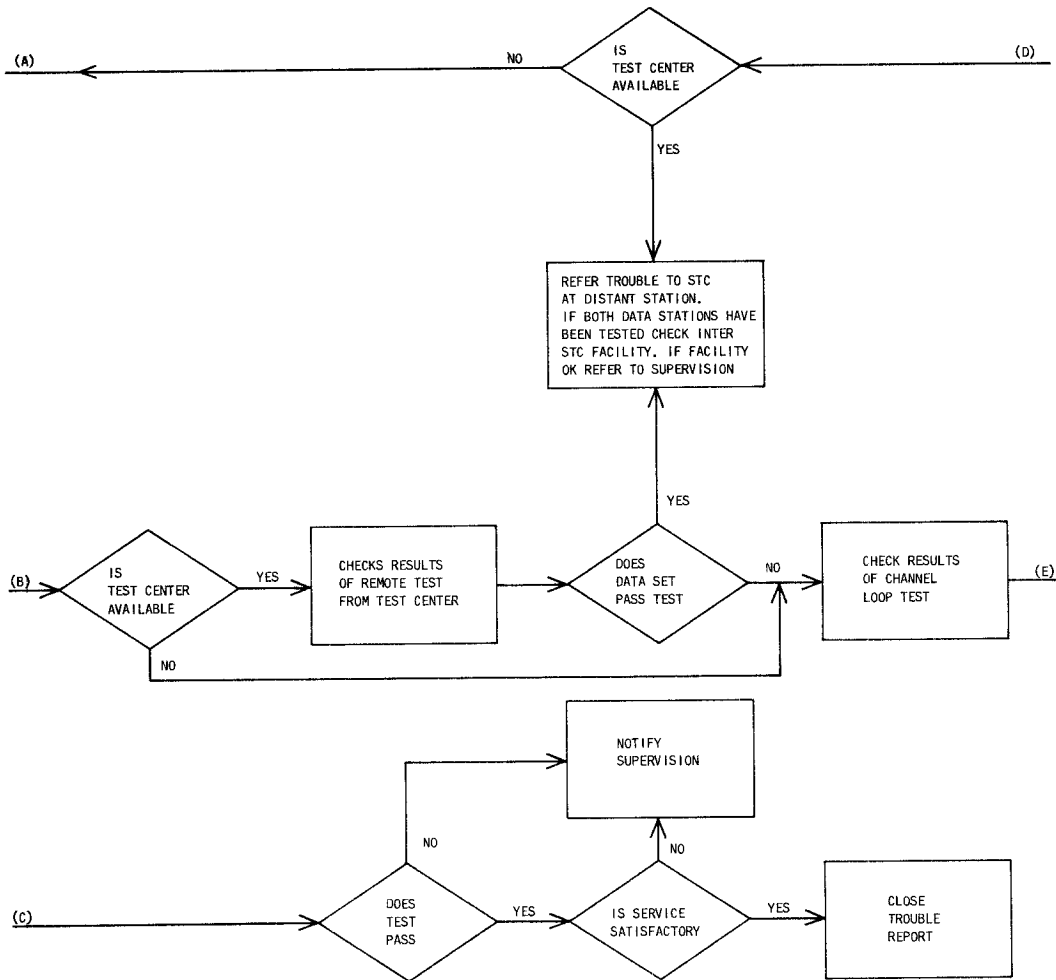 (A)
NO
IS
TEST CENTER
AVAILABLE
(D)
YES
REFER TROUBLE TO STC
AT DISTANT STATION.
IF BOTH DATA STATIONS HAVE
BEEN TESTED CHECK INTER
STC FACILITY. IF FACILITY
OK REFER TO SUPERVISION
YES
(B)
IS
TEST CENTER
AVAILABLE
YES
CHECKS RESULTS
OF REMOTE TEST
FROM TEST CENTER
DOES
DATA SET
PASS TEST
NO
CHECK RESULTS
OF CHANNEL
LOOP TEST
(E)
NO
NOTIFY
SUPERVISION
NO
NO
(C)
DOES
TEST
PASS
YES
IS SERVICE
SATISFACTORY
YES
CLOSE
TROUBLE
REPORT